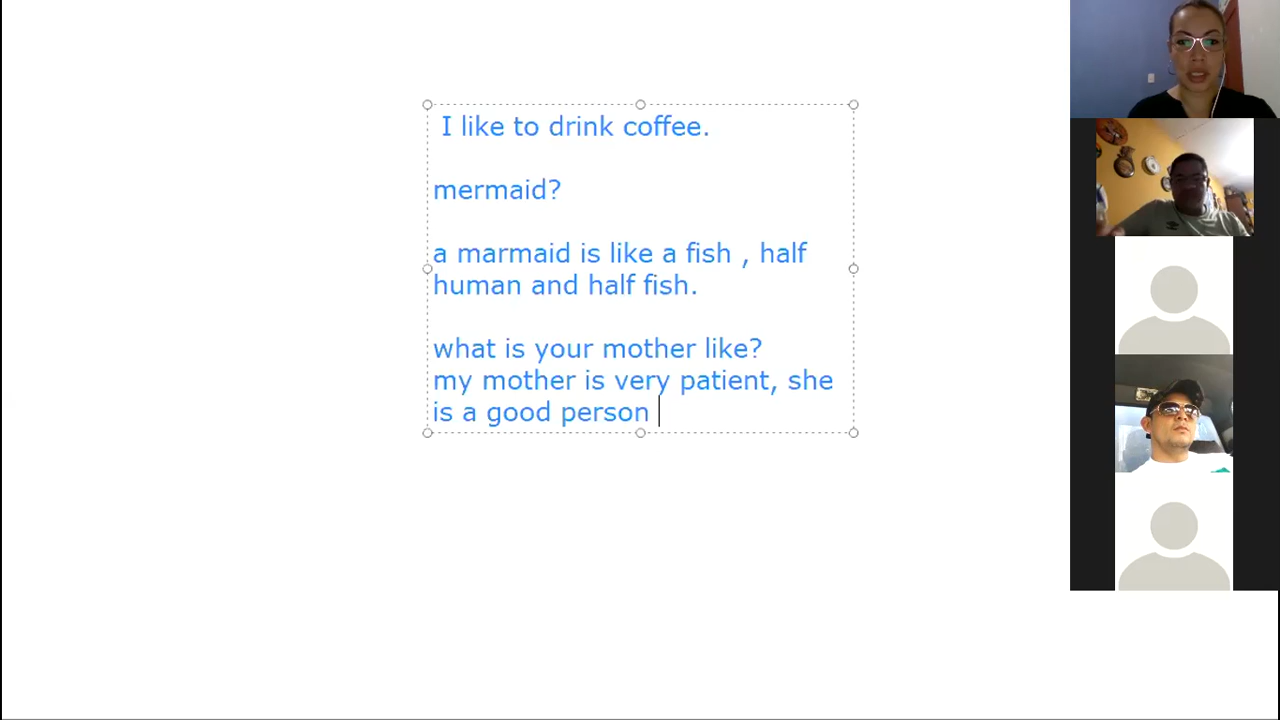 I like to drink coffee.
mermaid?
a marmaid is like a fish , half
human and half fish.
what is your mother like?
my mother is very patient, she
is a good person